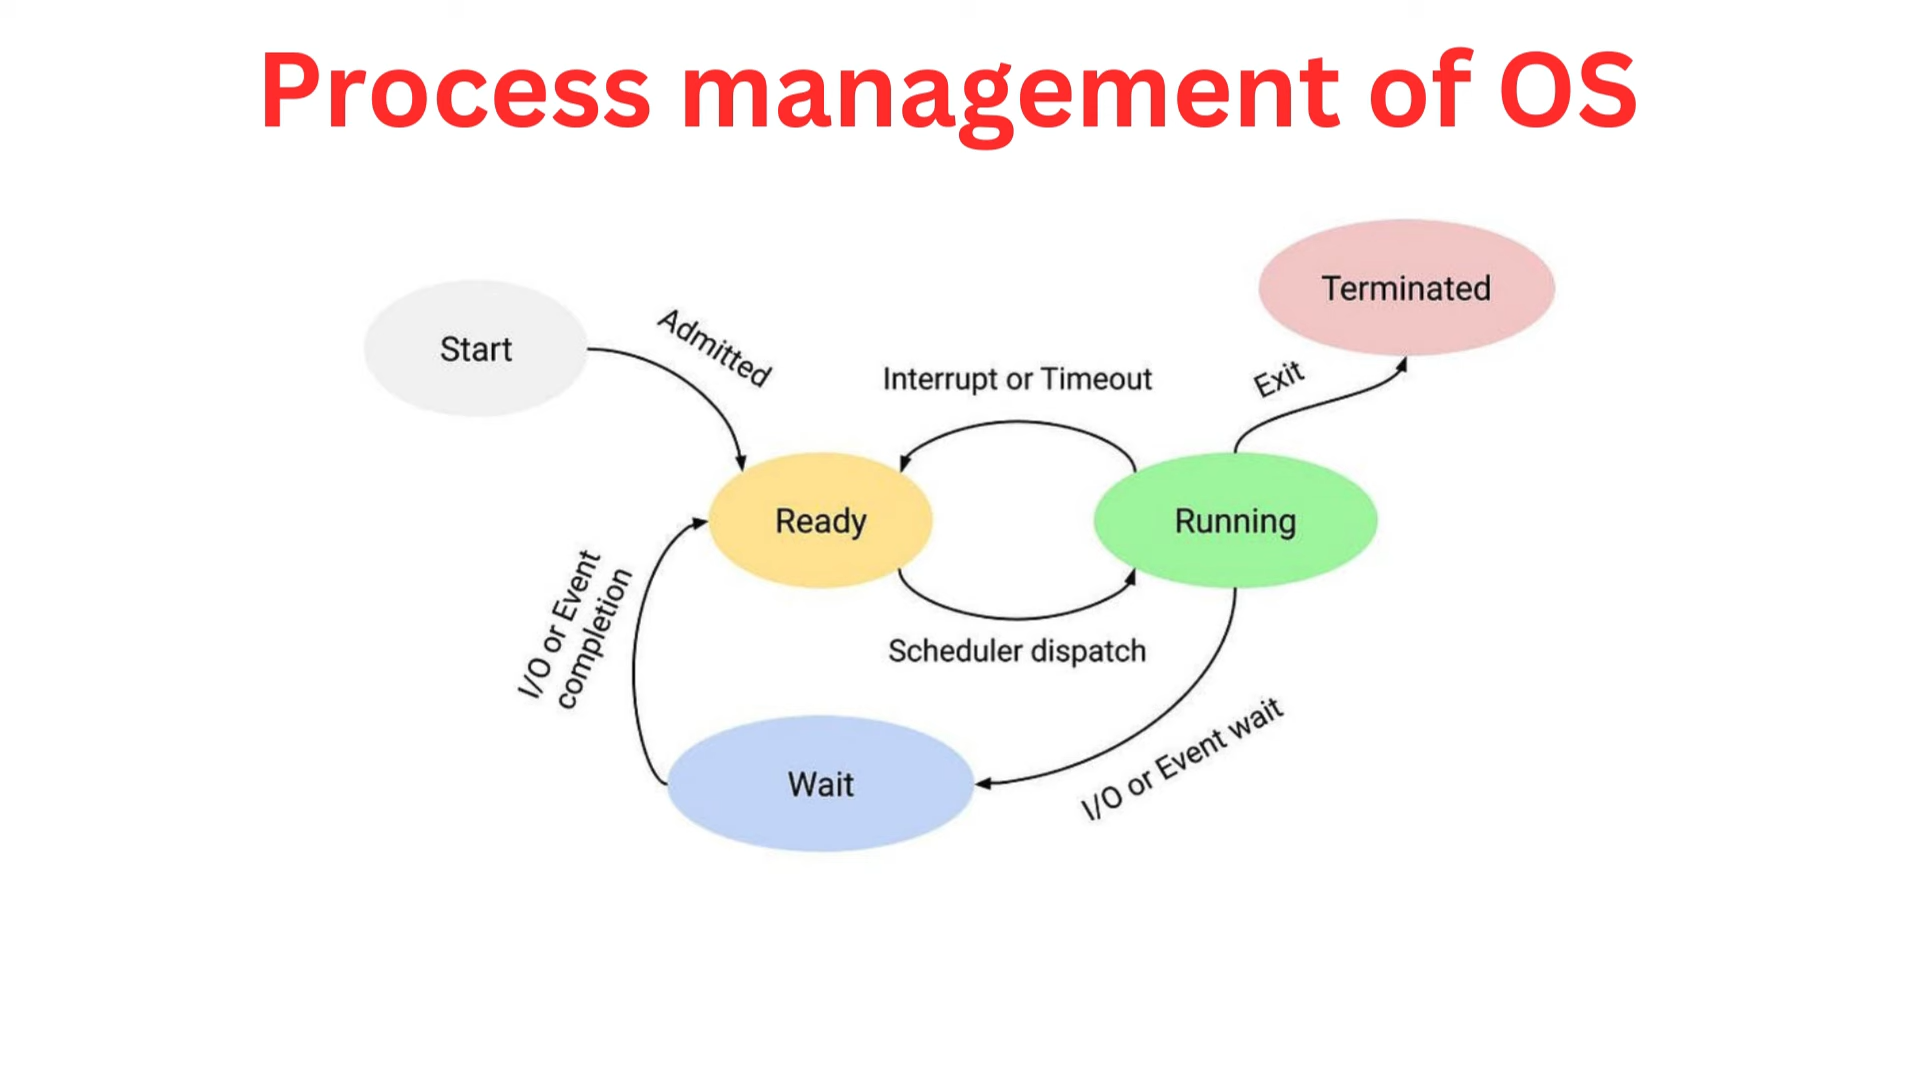 Process management of OS
Terminated
Start
Admitted
Interrupt or Timeout
Exit
Ready
Running
I/O or Event
completion
Scheduler dispatch
I/O or Event wait
Wait